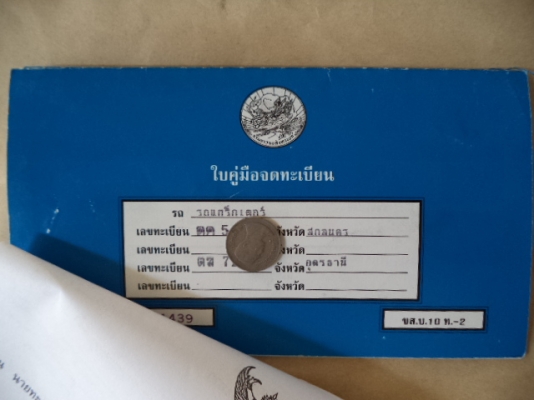 ใบคู่มือจดทะเบียน
รถ รถแทร็กเตอร์
เลขทะเบียน ตค 5 จังหวัด สกลนคร
เลขทะเบียน จังหวัด
เลขทะเบียน ตส 7 จังหวัด อุดรธานี
เลขทะเบียน จังหวัด
439
ขส.บ.10 ท.-2